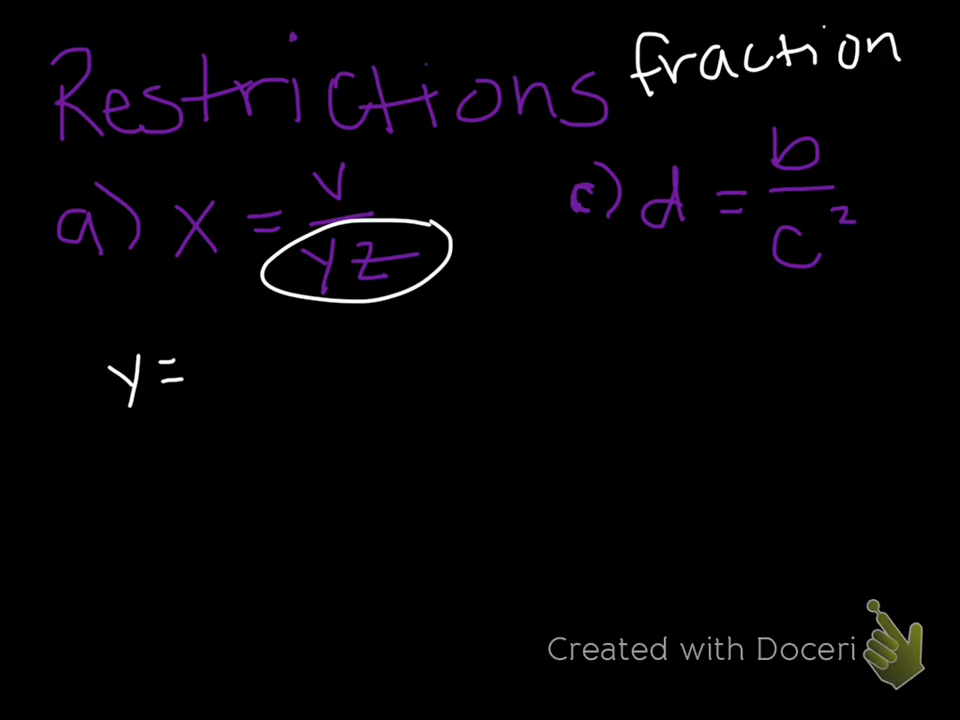 Restrictions fraction
a) x = v/yz
c) d = b/c²
y =
Created with Doceri